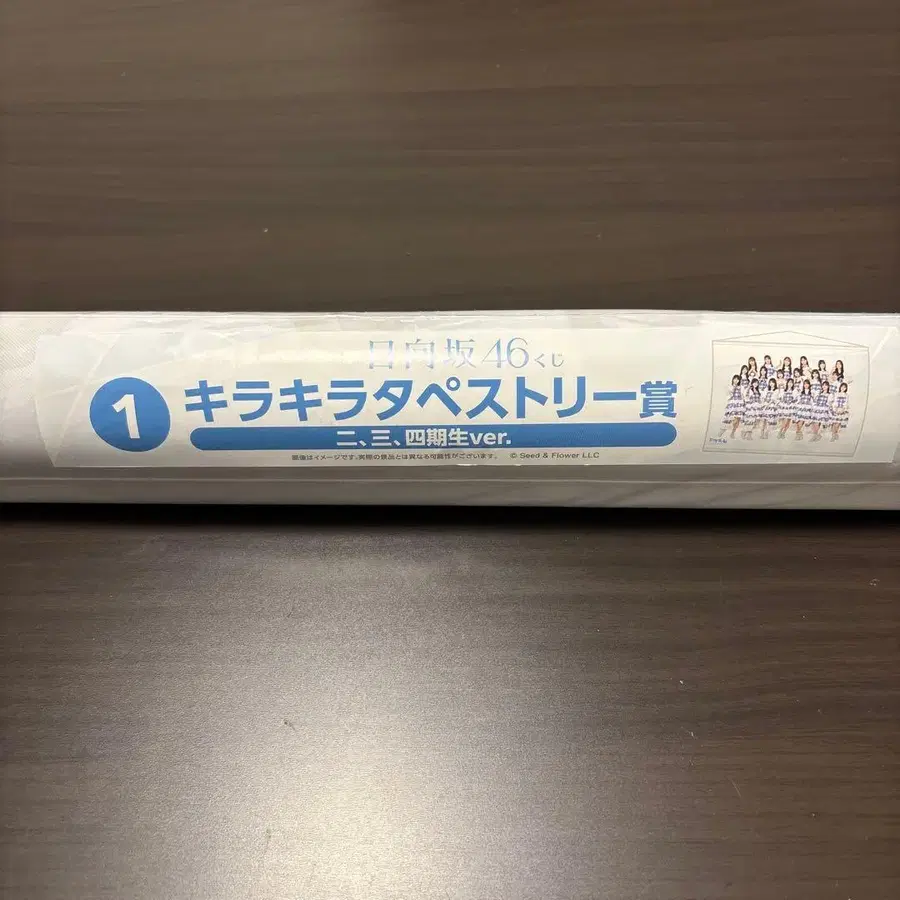 日向坂46くじ
1 キラキラタペストリー賞
二、三、四期生ver.
画像はイメージです。実際の景品とは異なる可能性がございます。 © Seed & Flower LLC